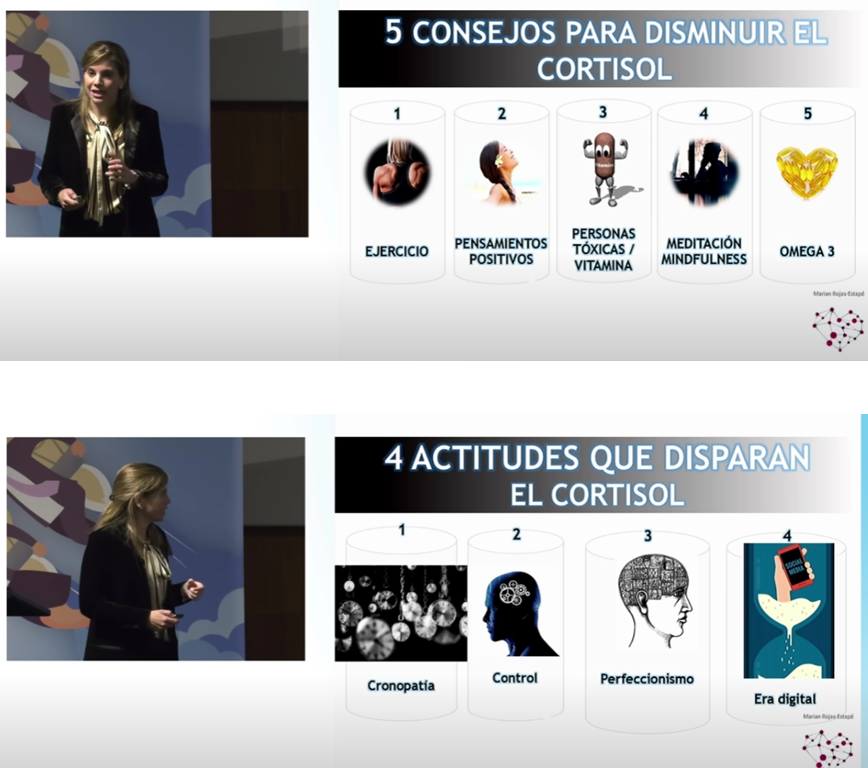 5 CONSEJOS PARA DISMINUIR EL
CORTISOL
1
2
3
4
5
EJERCICIO
PENSAMIENTOS
POSITIVOS
PERSONAS
TÓXICAS /
VITAMINA
MEDITACIÓN
MINDFULNESS
OMEGA 3
Marian Rojas-Estapé
4 ACTITUDES QUE DISPARAN
EL CORTISOL
1
2
3
4
SOCIAL
MEDIA
Cronopatía
Control
Perfeccionismo
Era digital
Marian Rojas-Estapé